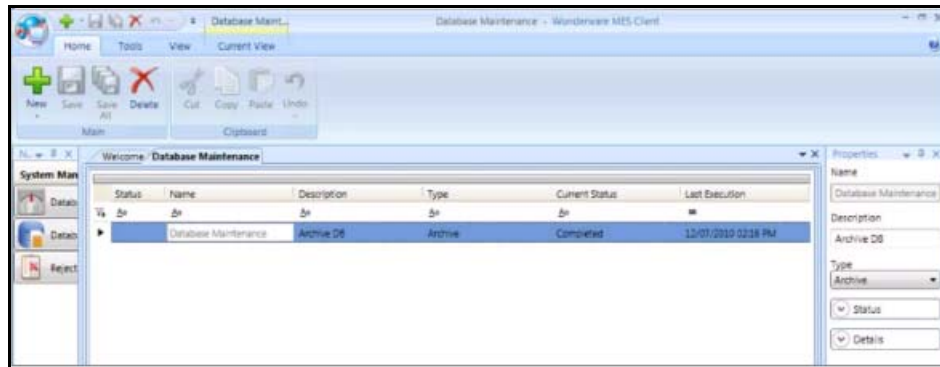 Database Maint...
Database Maintenance - Wonderware MES Client
Home Tools View Current View
New Save Save All Delete Cut Copy Paste Undo
Main Clipboard
N..
Welcome Database Maintenance
Properties
System Man
Datab
Datab
Reject
Status Name Description Type Current Status Last Execution
Database Maintenance Archive DB Archive Completed 12/07/2010 02:16 PM
Name
Database Maintenance
Description
Archive DB
Type
Archive
Status
Details